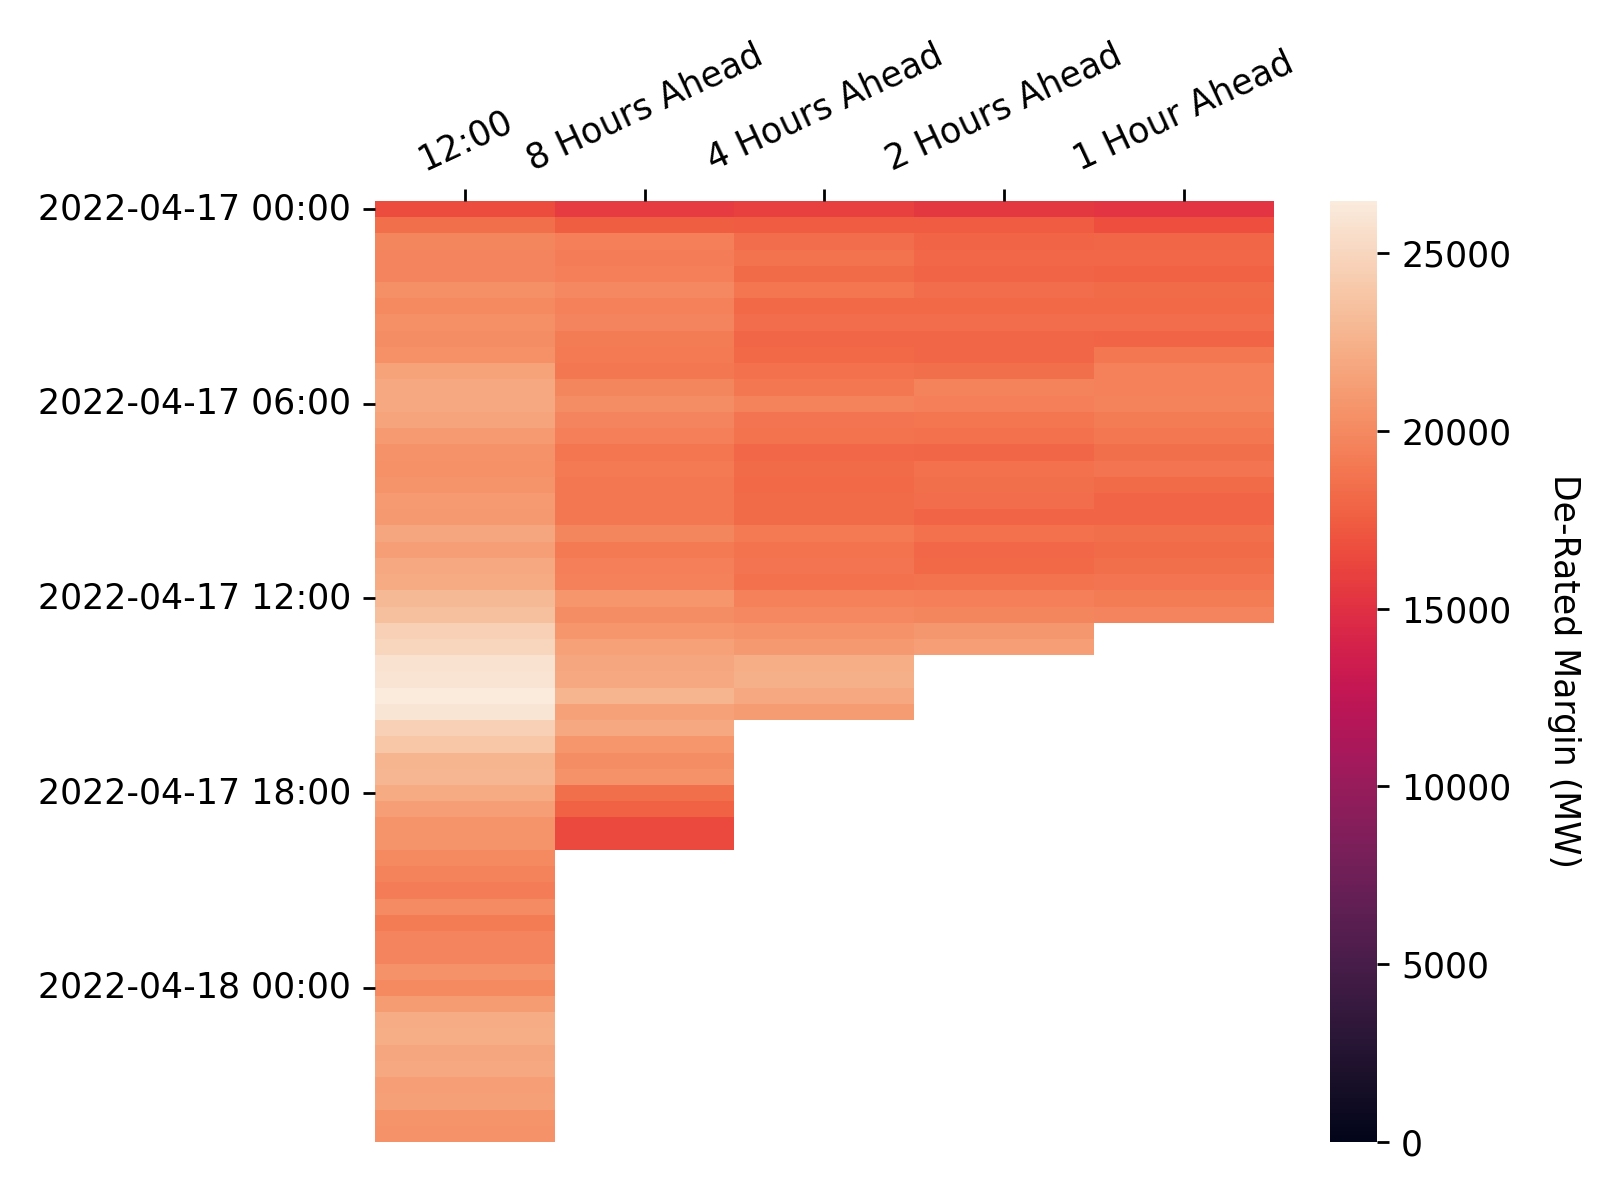 12:00
8 Hours Ahead
4 Hours Ahead
2 Hours Ahead
1 Hour Ahead
2022-04-17 00:00
2022-04-17 06:00
2022-04-17 12:00
2022-04-17 18:00
2022-04-18 00:00
25000
20000
15000
10000
5000
0
De-Rated Margin (MW)